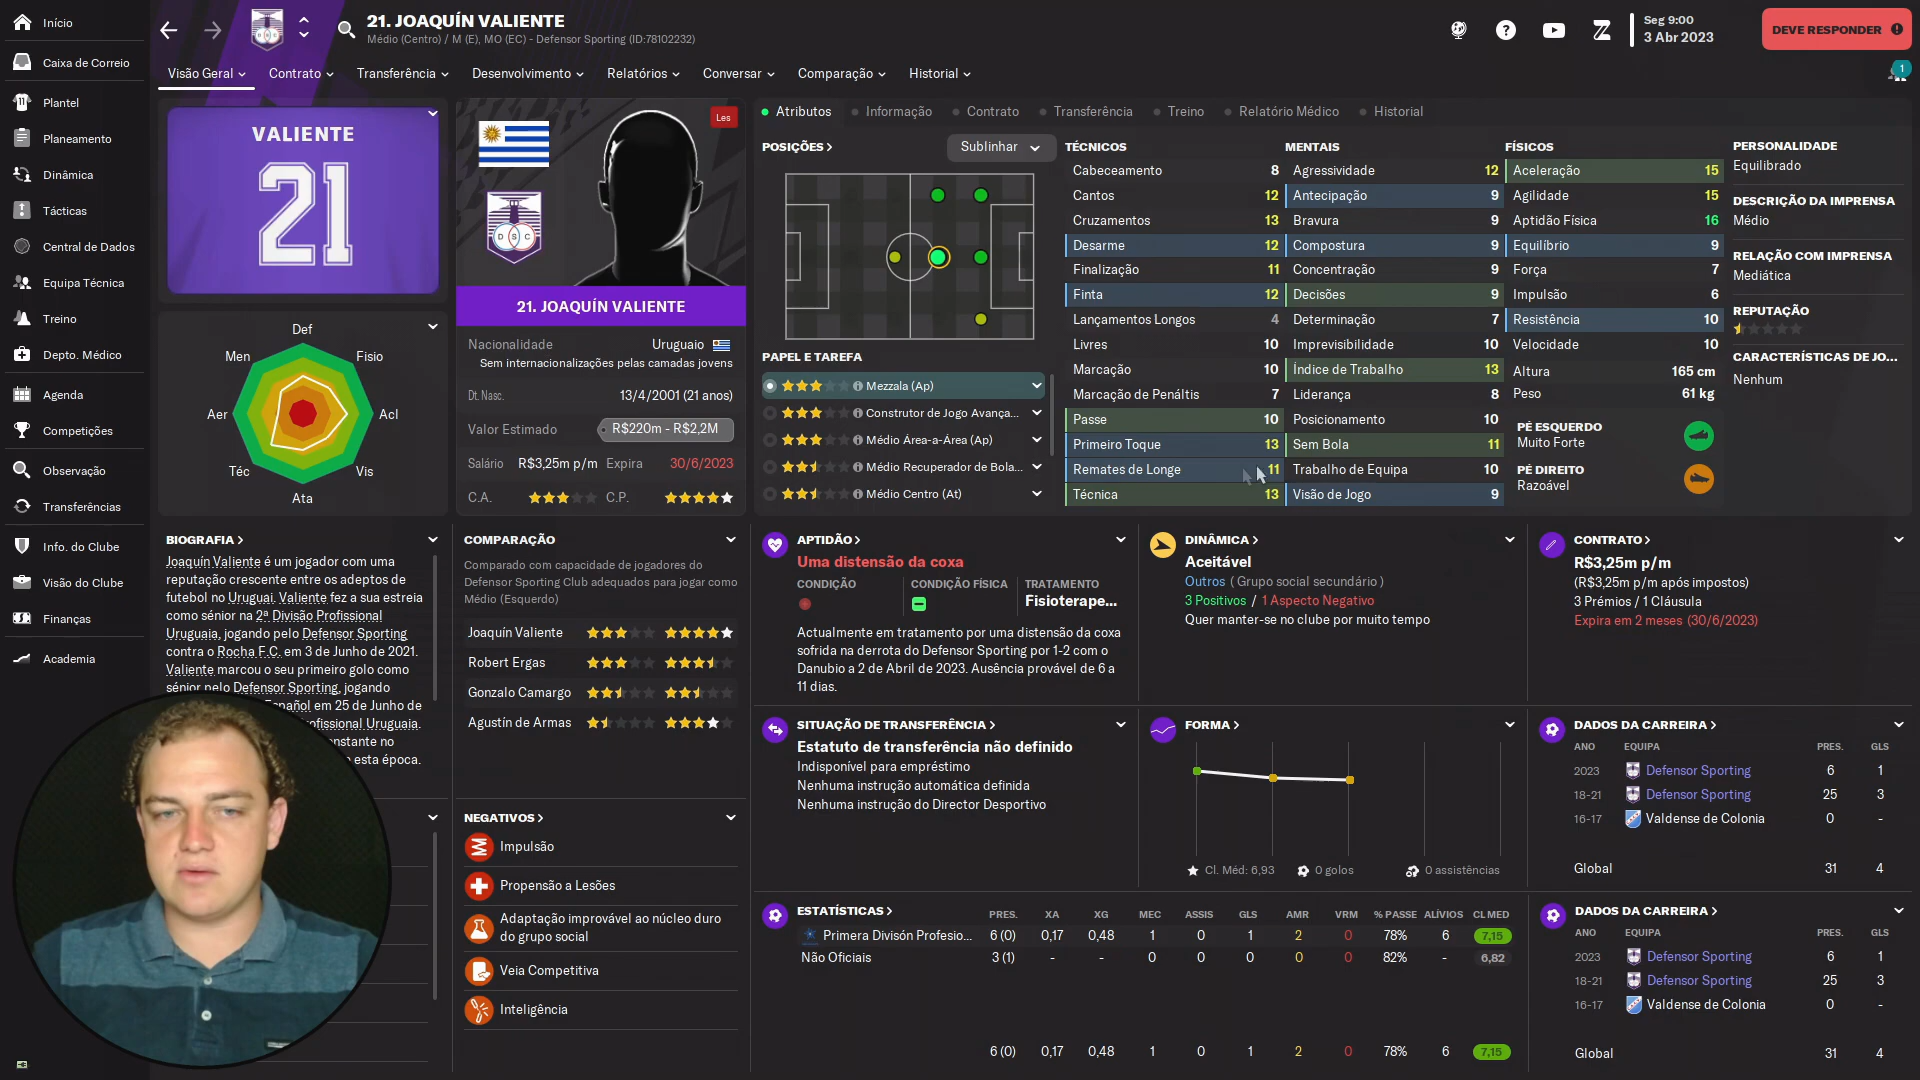 Início
Caixa de Correio
Plantel
Planeamento
Dinâmica
Tácticas
Central de Dados
Equipa Técnica
Treino
Depto. Médico
Agenda
Competições
Observação
Transferências
Info. do Clube
Visão do Clube
Finanças
Academia
21. JOAQUÍN VALIENTE
Médio (Centro) / M (E), MO (EC) - Defensor Sporting (ID:78102232)
Seg 9:00
3 Abr 2023
DEVE RESPONDER
1
Visão Geral
Contrato
Transferência
Desenvolvimento
Relatórios
Conversar
Comparação
Historial
VALIENTE
21
Def
Men
Fisio
Aer
Acl
Téc
Vis
Ata
Les
21. JOAQUÍN VALIENTE
Nacionalidade Uruguaio
Sem internacionalizações pelas camadas jovens
Dt. Nasc. 13/4/2001 (21 anos)
Valor Estimado R$220m - R$2,2M
Salário R$3,25m p/m Expira 30/6/2023
C.A. C.P.
Atributos
Informação
Contrato
Transferência
Treino
Relatório Médico
Historial
POSIÇÕES
Sublinhar
PAPEL E TAREFA
Mezzala (Ap)
Construtor de Jogo Avança...
Médio Área-a-Área (Ap)
Médio Recuperador de Bola...
Médio Centro (At)
TÉCNICOS
Cabeceamento 8
Cantos 12
Cruzamentos 13
Desarme 12
Finalização 11
Finta 12
Lançamentos Longos 4
Livres 10
Marcação 10
Marcação de Penáltis 7
Passe 10
Primeiro Toque 13
Remates de Longe 11
Técnica 13
MENTAIS
Agressividade 12
Antecipação 9
Bravura 9
Compostura 9
Concentração 9
Decisões 9
Determinação 7
Imprevisibilidade 10
Índice de Trabalho 13
Liderança 8
Posicionamento 10
Sem Bola 11
Trabalho de Equipa 10
Visão de Jogo 9
FÍSICOS
Aceleração 15
Agilidade 15
Aptidão Física 16
Equilíbrio 9
Força 7
Impulsão 6
Resistência 10
Velocidade 10
Altura 165 cm
Peso 61 kg
PÉ ESQUERDO
Muito Forte
PÉ DIREITO
Razoável
PERSONALIDADE
Equilibrado
DESCRIÇÃO DA IMPRENSA
Médio
RELAÇÃO COM IMPRENSA
Mediática
REPUTAÇÃO
CARACTERÍSTICAS DE JO...
Nenhum
BIOGRAFIA
Joaquín Valiente é um jogador com uma
reputação crescente entre os adeptos de
futebol no Uruguai. Valiente fez a sua estreia
como sénior na 2ª Divisão Profissional
Uruguaia, jogando pelo Defensor Sporting
contra o Rocha F.C. em 3 de Junho de 2021.
Valiente marcou o seu primeiro golo como
sénior pelo Defensor Sporting, jogando
Español em 25 de Junho de
ofissional Uruguaia.
nstante no
esta época.
COMPARAÇÃO
Comparado com capacidade de jogadores do
Defensor Sporting Club adequados para jogar como
Médio (Esquerdo)
Joaquín Valiente
Robert Ergas
Gonzalo Camargo
Agustín de Armas
NEGATIVOS
Impulsão
Propensão a Lesões
Adaptação improvável ao núcleo duro
do grupo social
Veia Competitiva
Inteligência
APTIDÃO
Uma distensão da coxa
CONDIÇÃO CONDIÇÃO FÍSICA TRATAMENTO
Fisioterape...
Actualmente em tratamento por uma distensão da coxa
sofrida na derrota do Defensor Sporting por 1-2 com o
Danubio a 2 de Abril de 2023. Ausência provável de 6 a
11 dias.
DINÂMICA
Aceitável
Outros ( Grupo social secundário )
3 Positivos / 1 Aspecto Negativo
Quer manter-se no clube por muito tempo
CONTRATO
R$3,25m p/m
(R$3,25m p/m após impostos)
3 Prémios / 1 Cláusula
Expira em 2 meses (30/6/2023)
SITUAÇÃO DE TRANSFERÊNCIA
Estatuto de transferência não definido
Indisponível para empréstimo
Nenhuma instrução automática definida
Nenhuma instrução do Director Desportivo
FORMA
Cl. Méd: 6,93 0 golos 0 assistências
DADOS DA CARREIRA
ANO EQUIPA PRES. GLS
2023 Defensor Sporting 6 1
18-21 Defensor Sporting 25 3
16-17 Valdense de Colonia 0 -
Global 31 4
ESTATÍSTICAS PRES. XA XG MEC ASSIS GLS AMR VRM % PASSE ALÍVIOS CL MED
Primera Divisón Profesio... 6 (0) 0,17 0,48 1 0 1 2 0 78% 6 7,15
Não Oficiais 3 (1) - - 0 0 0 0 0 82% - 6,82
6 (0) 0,17 0,48 1 0 1 2 0 78% 6 7,15
DADOS DA CARREIRA
ANO EQUIPA PRES. GLS
2023 Defensor Sporting 6 1
18-21 Defensor Sporting 25 3
16-17 Valdense de Colonia 0 -
Global 31 4